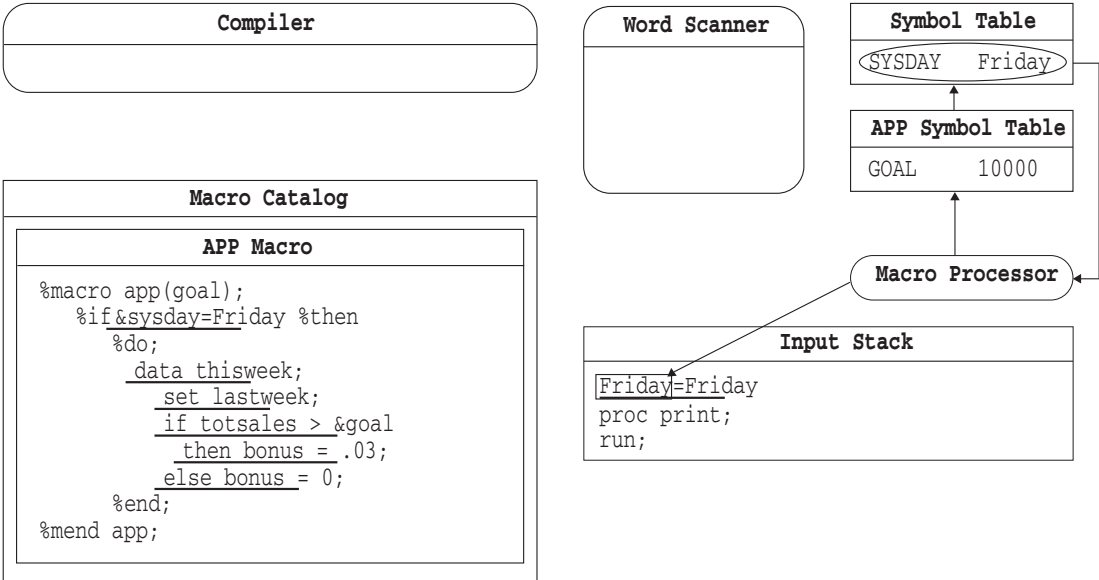 Compiler
Word Scanner
Symbol Table
SYSDAY Friday
APP Symbol Table
GOAL 10000
Macro Catalog
APP Macro
%macro app(goal);
%if &sysday=Friday %then
%do;
data thisweek;
set lastweek;
if totsales > &goal
then bonus = .03;
else bonus = 0;
%end;
%mend app;
Macro Processor
Input Stack
Friday=Friday
proc print;
run;